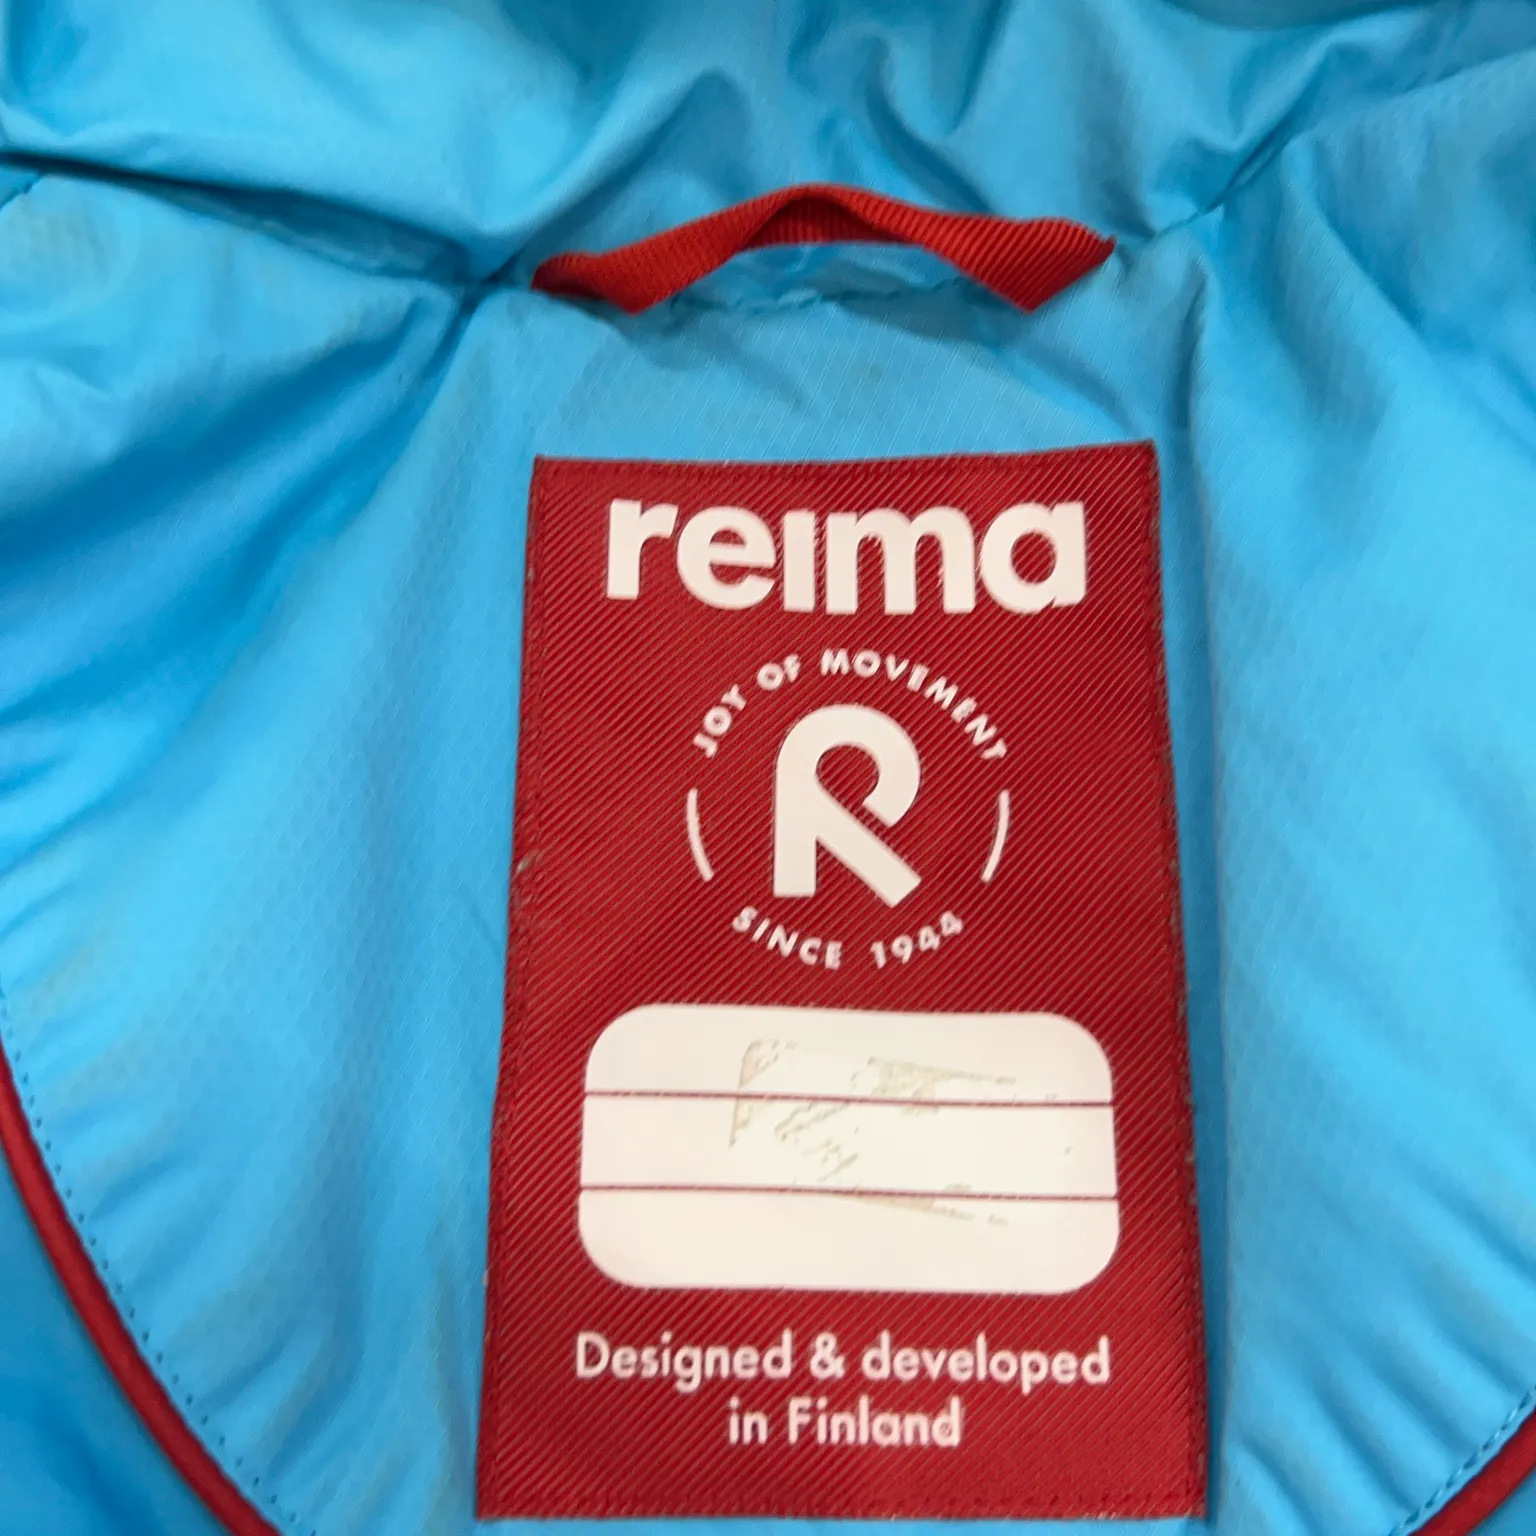 reima
JOY OF MOVEMENT
R
SINCE 1944
Designed & developed
in Finland